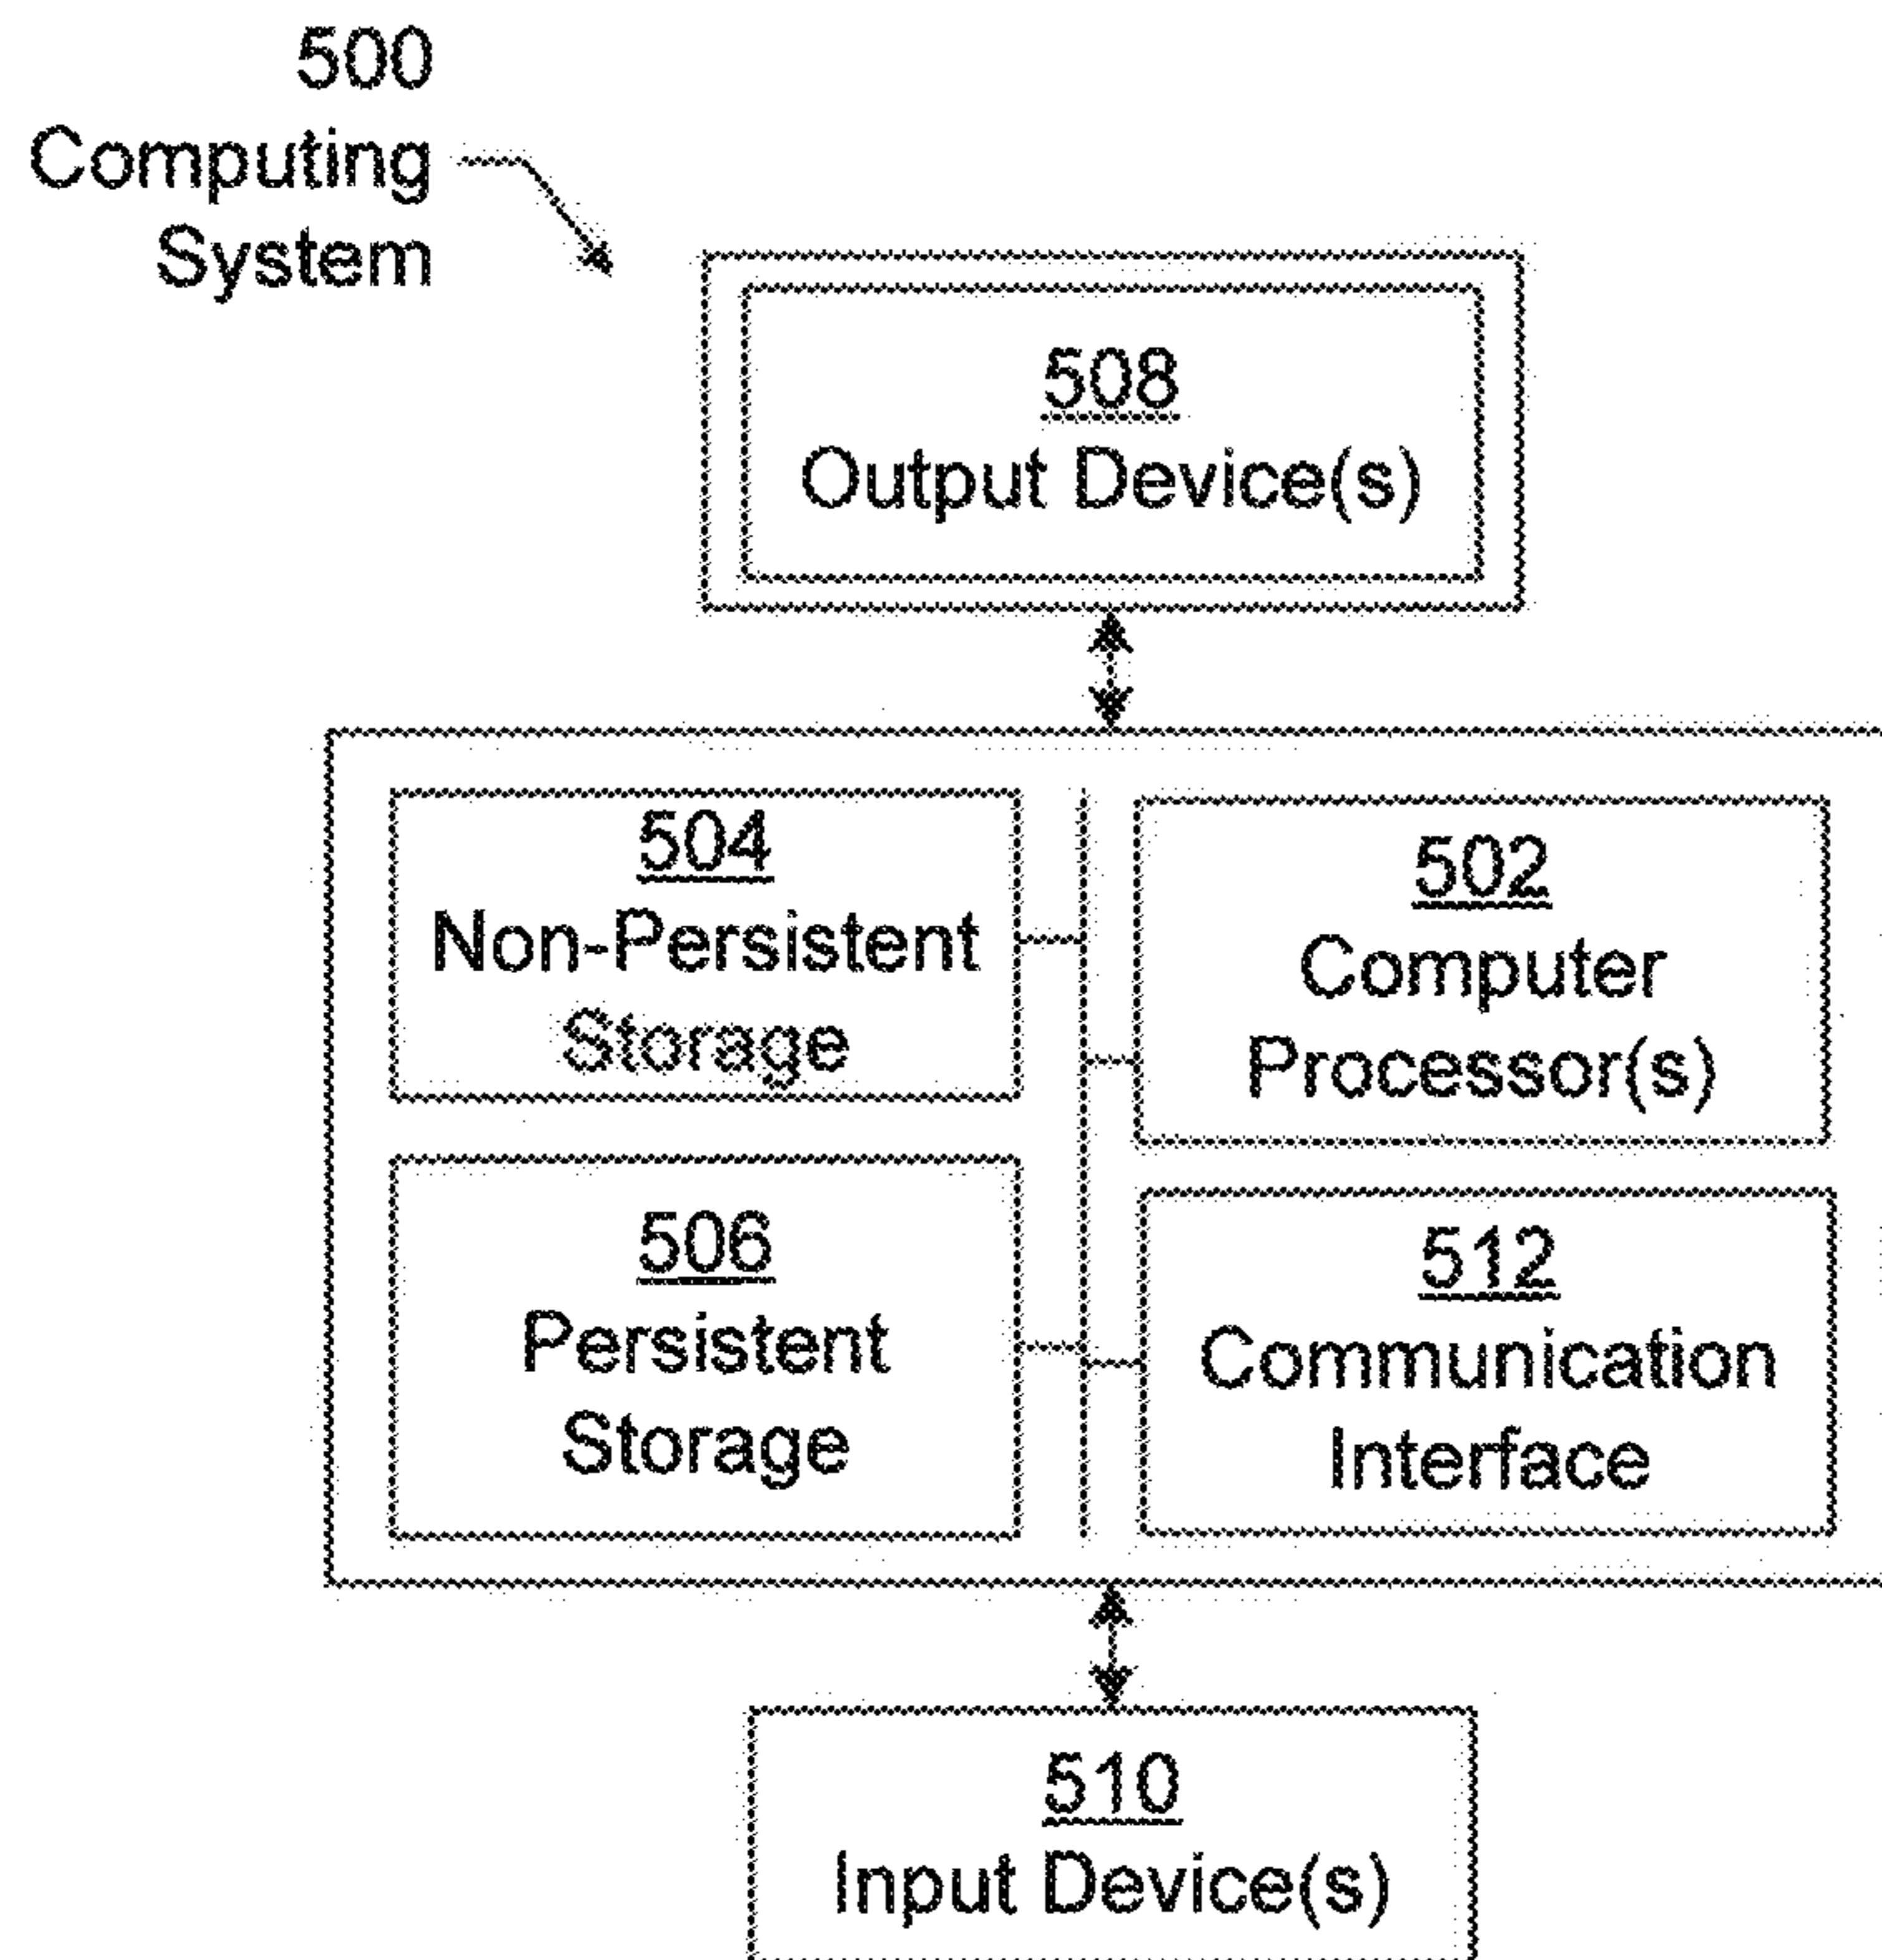 500
Computing
System
508
Output Device(s)
504
Non-Persistent
Storage
502
Computer
Processor(s)
506
Persistent
Storage
512
Communication
Interface
510
Input Device(s)